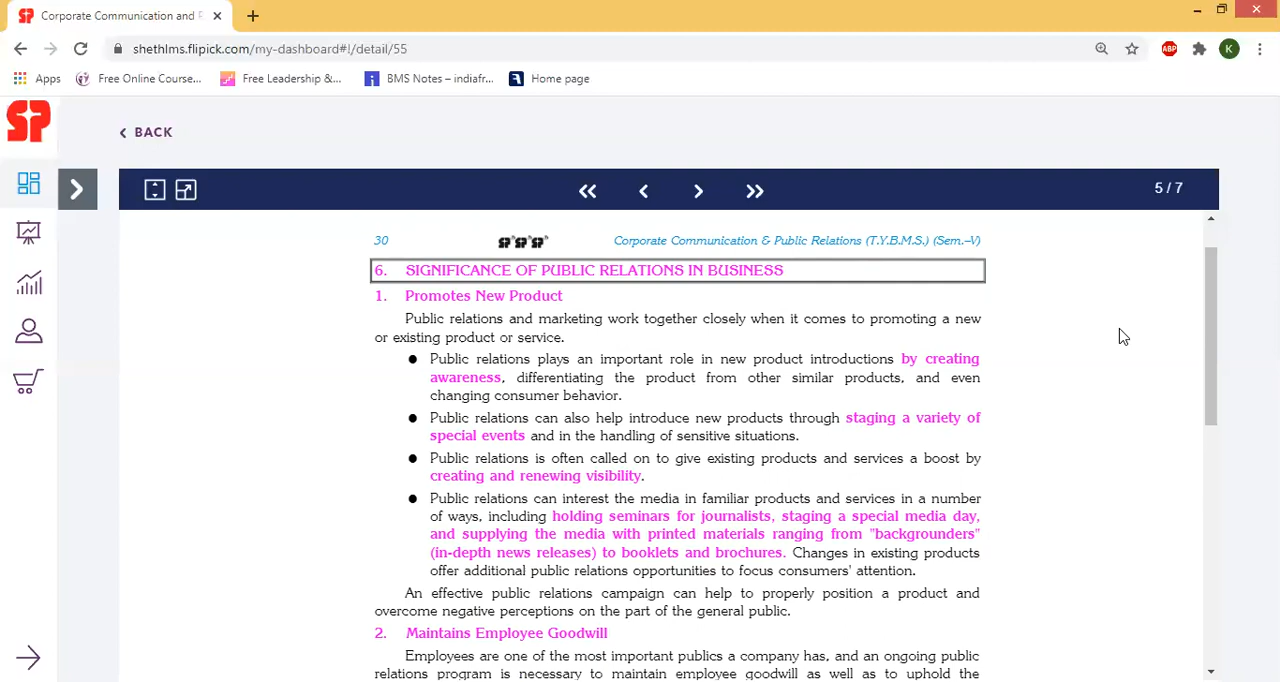 Corporate Communication and P
shethlms.flipick.com/my-dashboard#!/detail/55
ABP
K
Apps
Free Online Course...
Free Leadership &...
BMS Notes – indiafr...
Home page
SP
BACK
5 / 7
30 SP SP SP Corporate Communication & Public Relations (T.Y.B.M.S.) (Sem.–V)
6. SIGNIFICANCE OF PUBLIC RELATIONS IN BUSINESS
1. Promotes New Product
Public relations and marketing work together closely when it comes to promoting a new
or existing product or service.
● Public relations plays an important role in new product introductions by creating
awareness, differentiating the product from other similar products, and even
changing consumer behavior.
● Public relations can also help introduce new products through staging a variety of
special events and in the handling of sensitive situations.
● Public relations is often called on to give existing products and services a boost by
creating and renewing visibility.
● Public relations can interest the media in familiar products and services in a number
of ways, including holding seminars for journalists, staging a special media day,
and supplying the media with printed materials ranging from "backgrounders"
(in-depth news releases) to booklets and brochures. Changes in existing products
offer additional public relations opportunities to focus consumers' attention.
An effective public relations campaign can help to properly position a product and
overcome negative perceptions on the part of the general public.
2. Maintains Employee Goodwill
Employees are one of the most important publics a company has, and an ongoing public
relations program is necessary to maintain employee goodwill as well as to uphold the